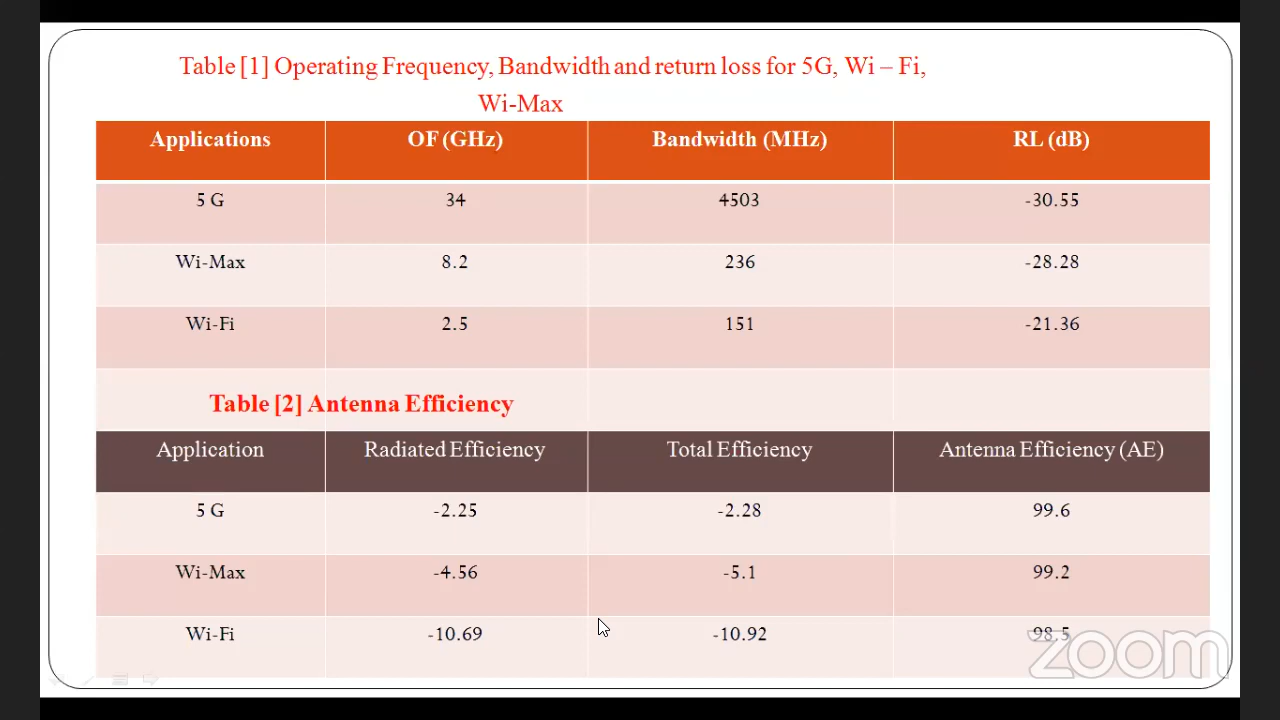 Table [1] Operating Frequency, Bandwidth and return loss for 5G, Wi – Fi,
Wi-Max
Applications OF (GHz) Bandwidth (MHz) RL (dB)
5 G 34 4503 -30.55
Wi-Max 8.2 236 -28.28
Wi-Fi 2.5 151 -21.36
Table [2] Antenna Efficiency
Application Radiated Efficiency Total Efficiency Antenna Efficiency (AE)
5 G -2.25 -2.28 99.6
Wi-Max -4.56 -5.1 99.2
Wi-Fi -10.69 -10.92 98.5
zoom